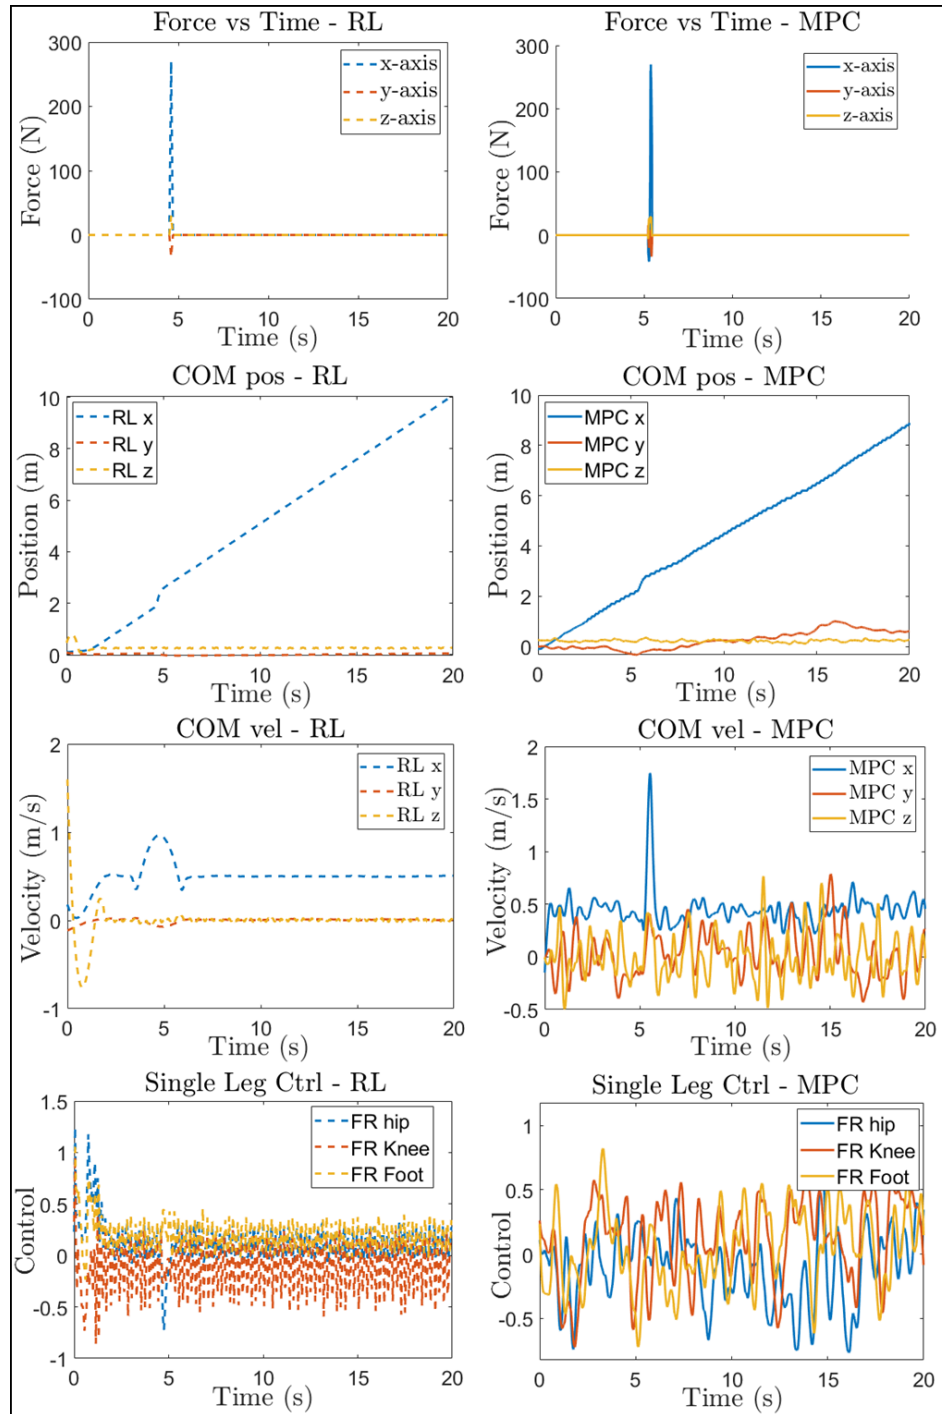 Force vs Time - RL
300
200
100
0
-100
Force (N)
x-axis
y-axis
z-axis
0 5 10 15 20
Time (s)
Force vs Time - MPC
300
200
100
0
-100
Force (N)
x-axis
y-axis
z-axis
0 5 10 15 20
Time (s)
COM pos - RL
10
8
6
4
2
0
Position (m)
RL x
RL y
RL z
0 5 10 15 20
Time (s)
COM pos - MPC
10
8
6
4
2
0
Position (m)
MPC x
MPC y
MPC z
0 5 10 15 20
Time (s)
COM vel - RL
2
1
0
-1
Velocity (m/s)
RL x
RL y
RL z
0 5 10 15 20
Time (s)
COM vel - MPC
2
1.5
1
0.5
0
-0.5
Velocity (m/s)
MPC x
MPC y
MPC z
0 5 10 15 20
Time (s)
Single Leg Ctrl - RL
1.5
1
0.5
0
-0.5
-1
Control
FR hip
FR Knee
FR Foot
0 5 10 15 20
Time (s)
Single Leg Ctrl - MPC
1
0.5
0
-0.5
Control
FR hip
FR Knee
FR Foot
0 5 10 15 20
Time (s)